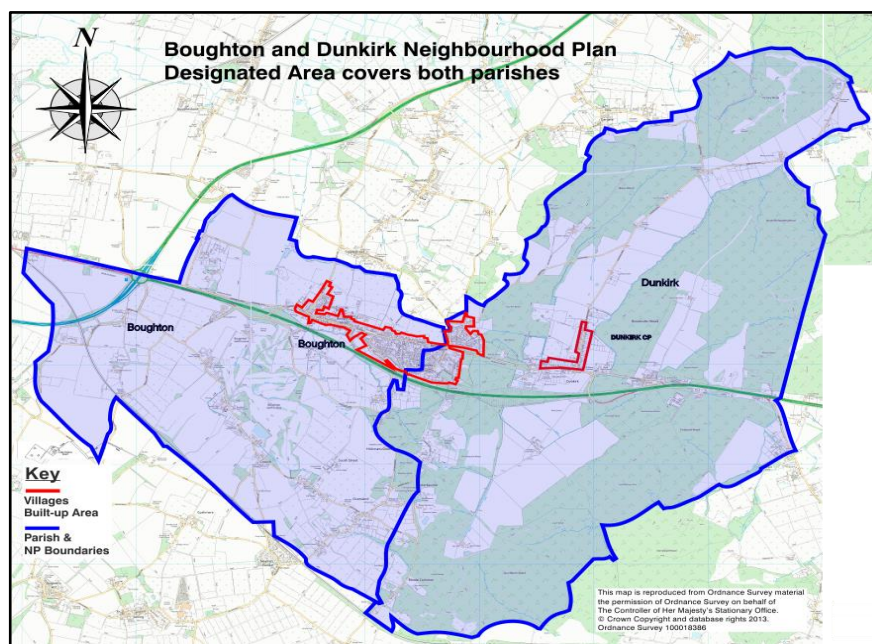 N
Boughton and Dunkirk Neighbourhood Plan
Designated Area covers both parishes
Dunkirk
DUNKIRK CP
Boughton
Boughton
Key
Villages
Built-up Area
Parish &
NP Boundaries
This map is reproduced from Ordnance Survey material
the permission of Ordnance Survey on behalf of
The Controller of Her Majesty's Stationary Office.
© Crown Copyright and database rights 2013.
Ordnance Survey 100018386